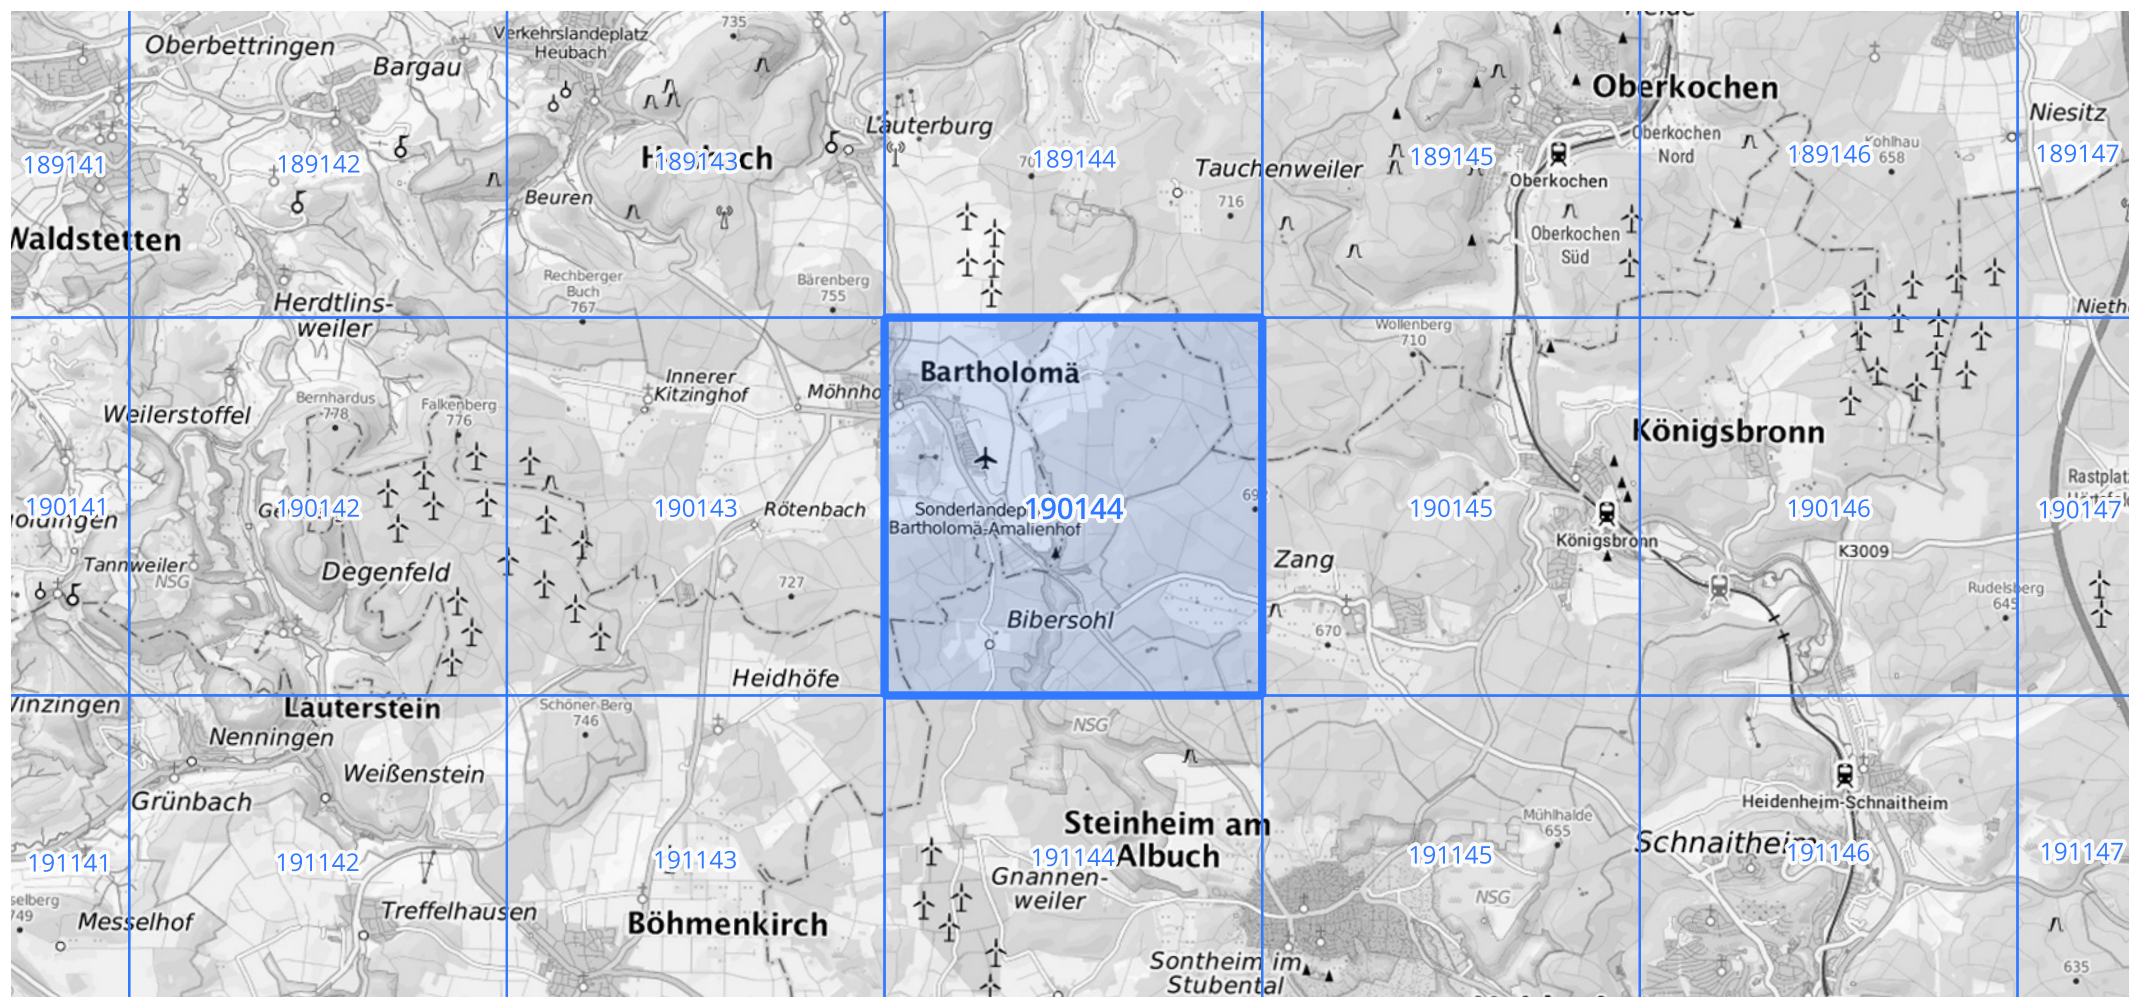 735
Verkehrslandeplatz
Heubach
Oberbettringen
Bargau
Oberkochen
Niesitz
Lauterburg
Oberkochen
Nord
Kohlhau
658
189141
189142
189143
189144
189145
189146
189147
Tauchenweiler
Oberkochen
Beuren
716
Waldstetten
Oberkochen
Süd
Rechberger
Buch
767
Bärenberg
755
Herdtlins-
weiler
Wollenberg
710
Bartholomä
Innerer
Kitzinghof
Bernhardus
778
Falkenberg
776
Weilerstoffel
Königsbronn
190141
190142
190143
190144
190145
190146
190147
Rötenbach
Sonderlandep
Bartholomä-Amalienhof
Königsbronn
K3009
Tannweiler
NSG
Degenfeld
Zang
727
Rudelsberg
645
Bibersohl
670
Heidhöfe
Lauterstein
Nenningen
Schöner Berg
746
NSG
Weißenstein
Grünbach
Heidenheim-Schnaitheim
Steinheim am
Albuch
Mühlhalde
655
Schnaitheim
191141
191142
191143
191144
191145
191146
191147
Gnannen-
weiler
NSG
749
Messelhof
Treffelhausen
Böhmenkirch
Sontheim im
Stubental
635